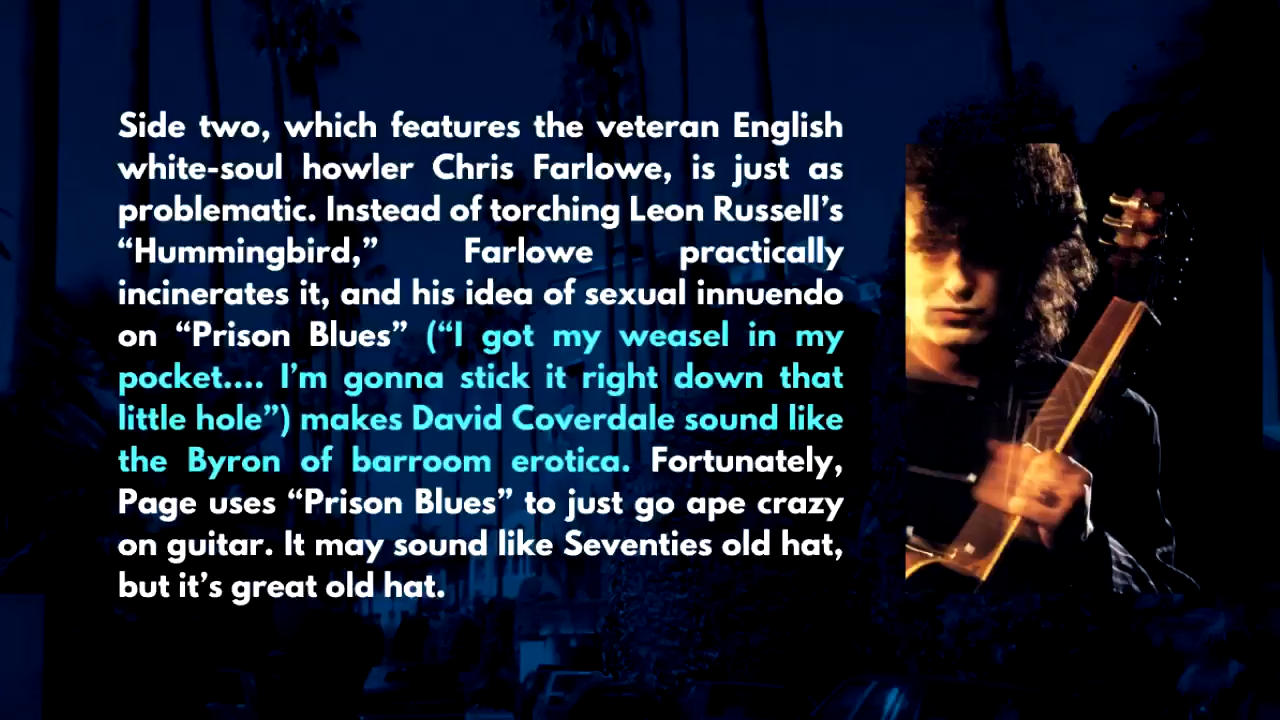 Side two, which features the veteran English
white-soul howler Chris Farlowe, is just as
problematic. Instead of torching Leon Russell’s
“Hummingbird,” Farlowe practically
incinerates it, and his idea of sexual innuendo
on “Prison Blues” (“I got my weasel in my
pocket.... I’m gonna stick it right down that
little hole”) makes David Coverdale sound like
the Byron of barroom erotica. Fortunately,
Page uses “Prison Blues” to just go ape crazy
on guitar. It may sound like Seventies old hat,
but it’s great old hat.